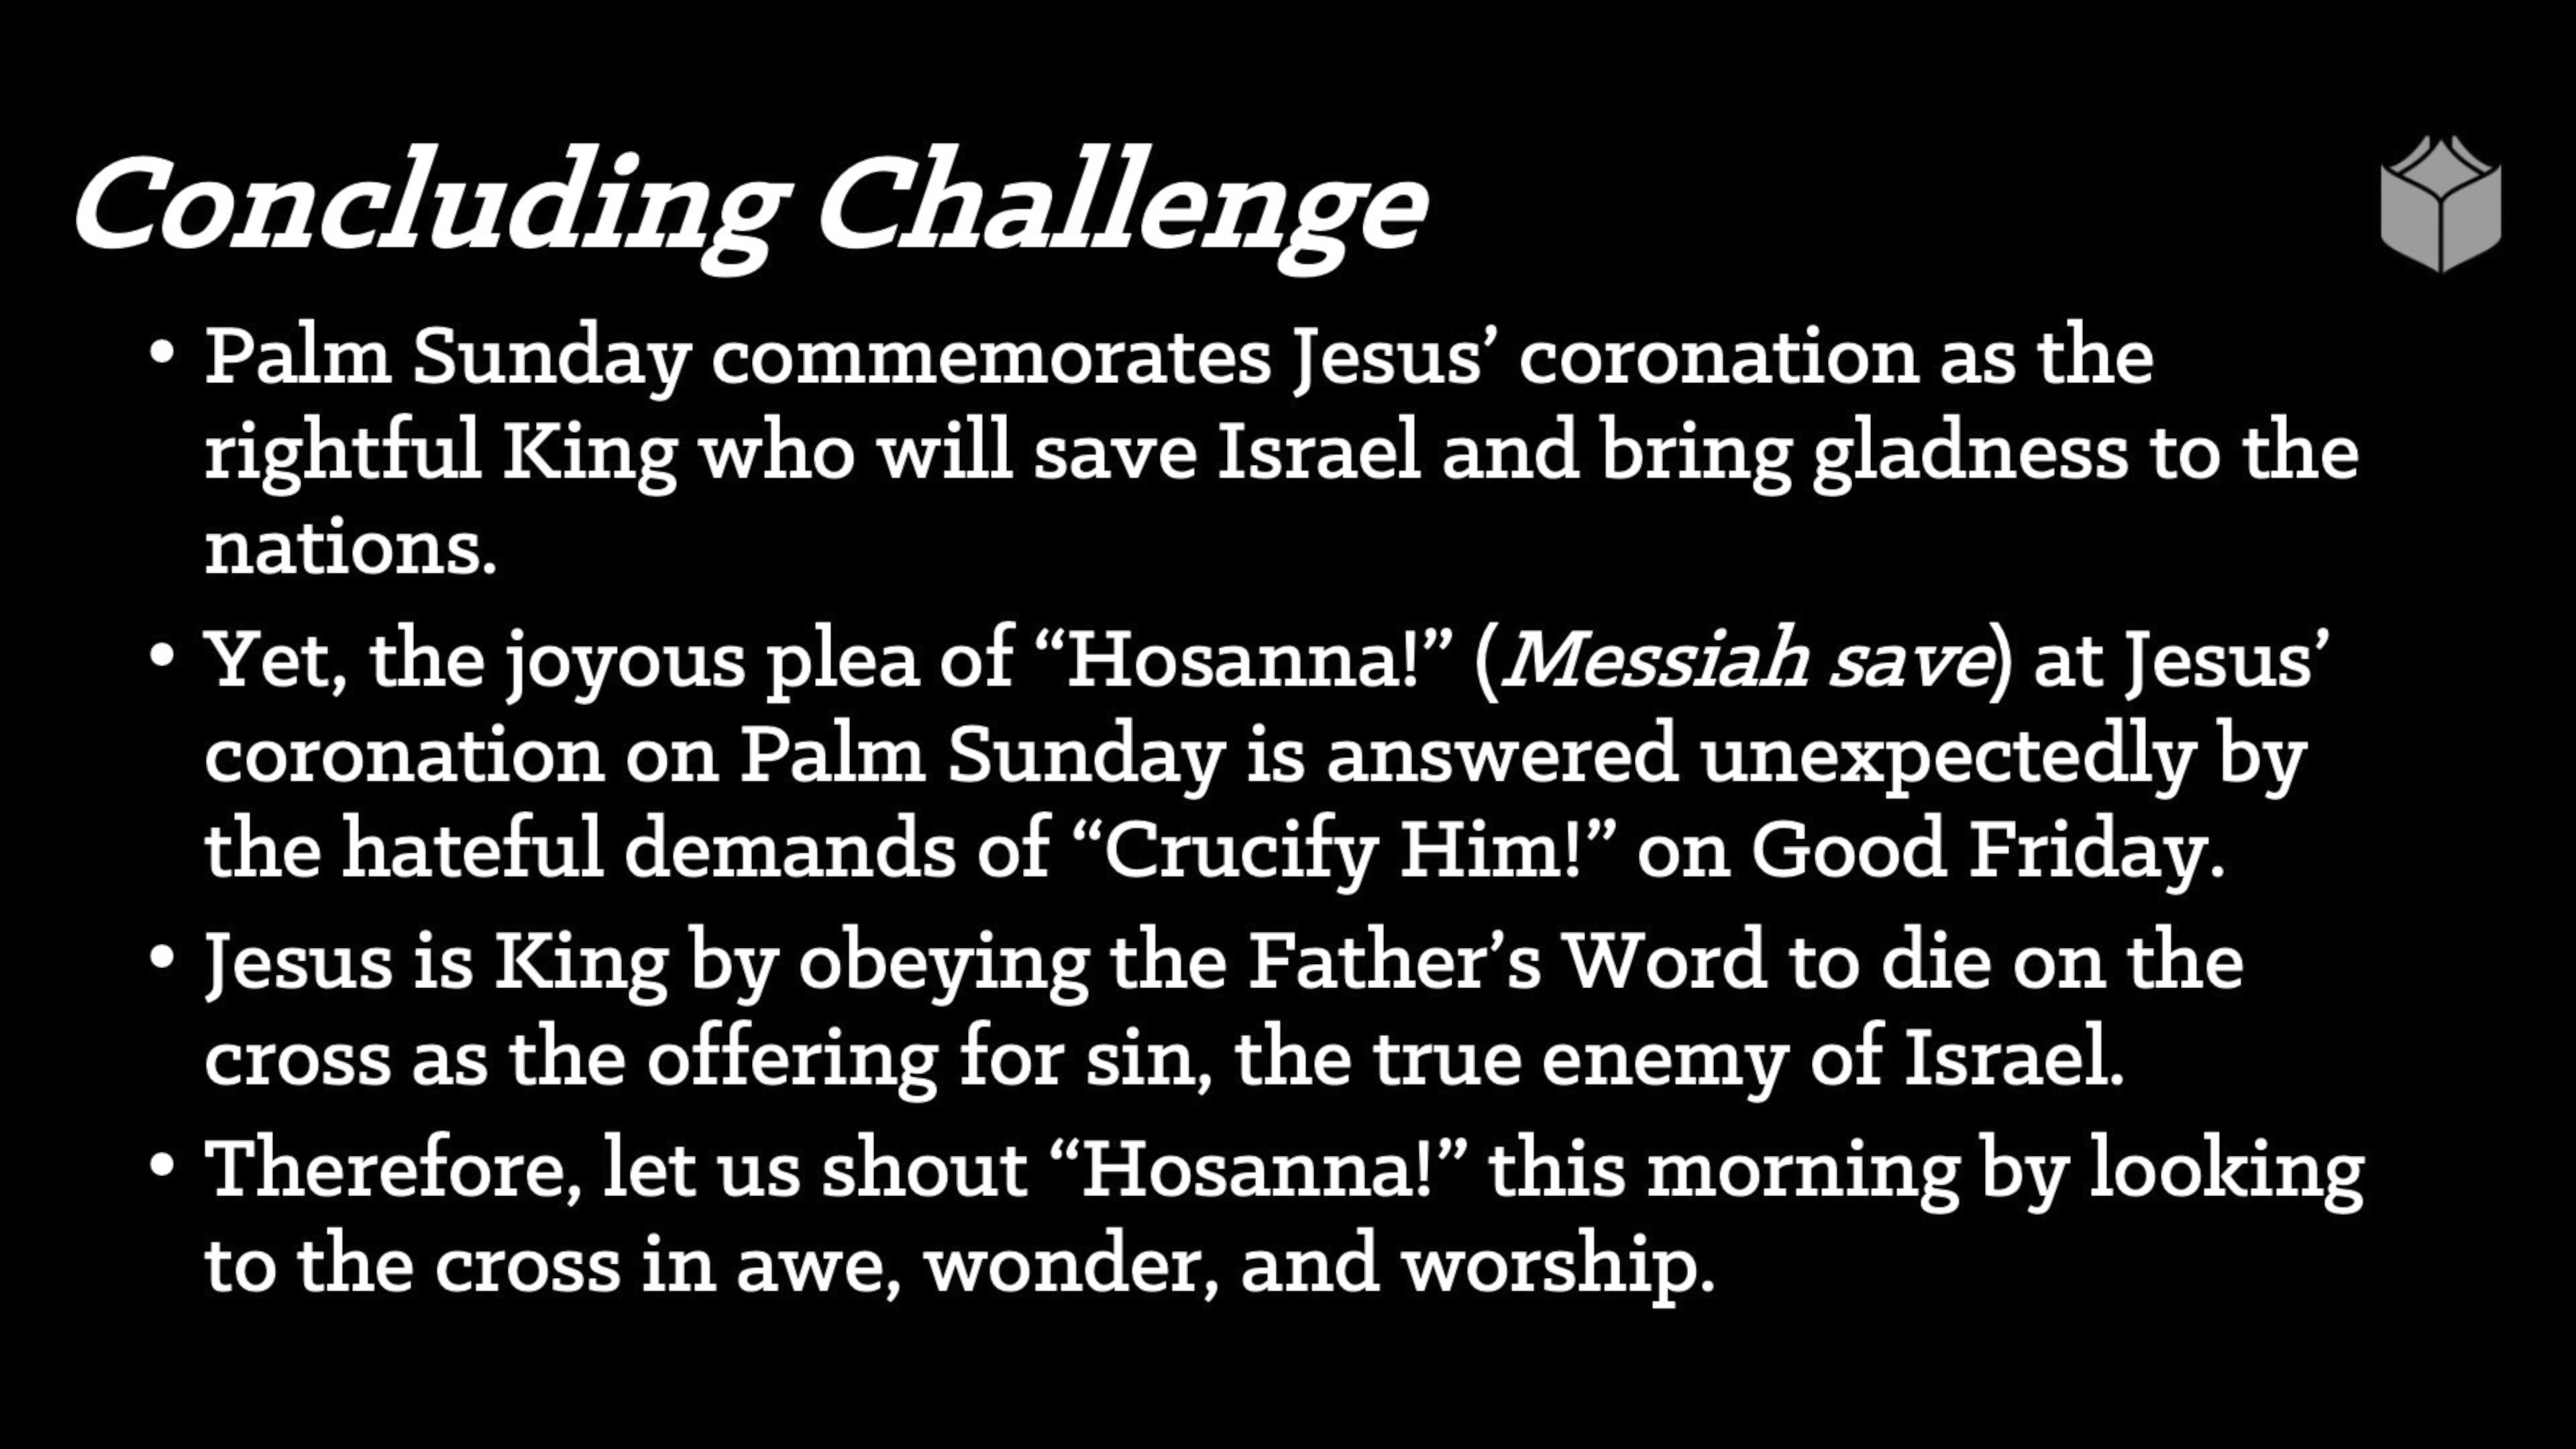 Concluding Challenge
• Palm Sunday commemorates Jesus’ coronation as the
rightful King who will save Israel and bring gladness to the
nations.
• Yet, the joyous plea of “Hosanna!” (Messiah save) at Jesus’
coronation on Palm Sunday is answered unexpectedly by
the hateful demands of “Crucify Him!” on Good Friday.
• Jesus is King by obeying the Father’s Word to die on the
cross as the offering for sin, the true enemy of Israel.
• Therefore, let us shout “Hosanna!” this morning by looking
to the cross in awe, wonder, and worship.